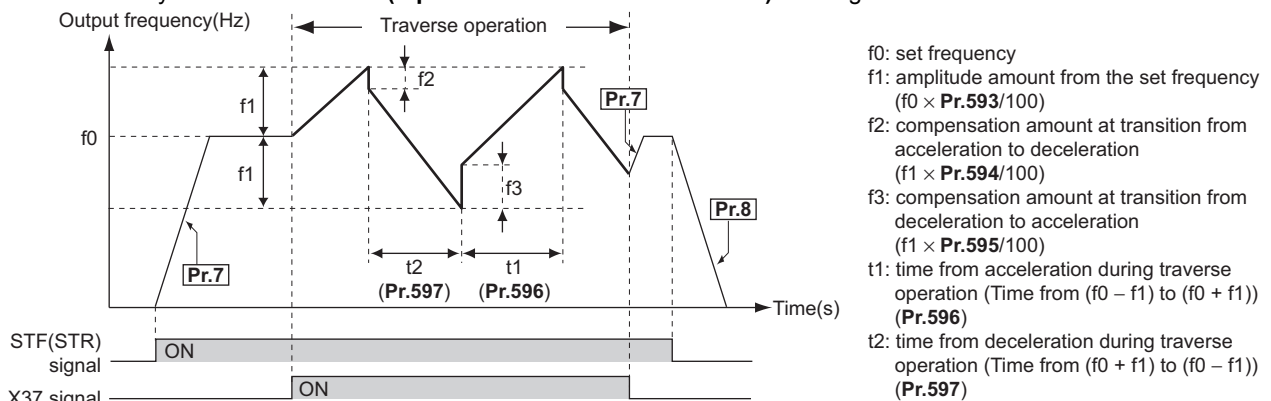 Output frequency(Hz)
Traverse operation
f1
f2
Pr.7
f0
f1
f3
Pr.8
Pr.7
t2
(Pr.597)
t1
(Pr.596)
Time(s)
STF(STR)
signal
ON
X37 signal
ON
f0: set frequency
f1: amplitude amount from the set frequency
(f0 × Pr.593/100)
f2: compensation amount at transition from
acceleration to deceleration
(f1 × Pr.594/100)
f3: compensation amount at transition from
deceleration to acceleration
(f1 × Pr.595/100)
t1: time from acceleration during traverse
operation (Time from (f0 − f1) to (f0 + f1))
(Pr.596)
t2: time from deceleration during traverse
operation (Time from (f0 + f1) to (f0 − f1))
(Pr.597)